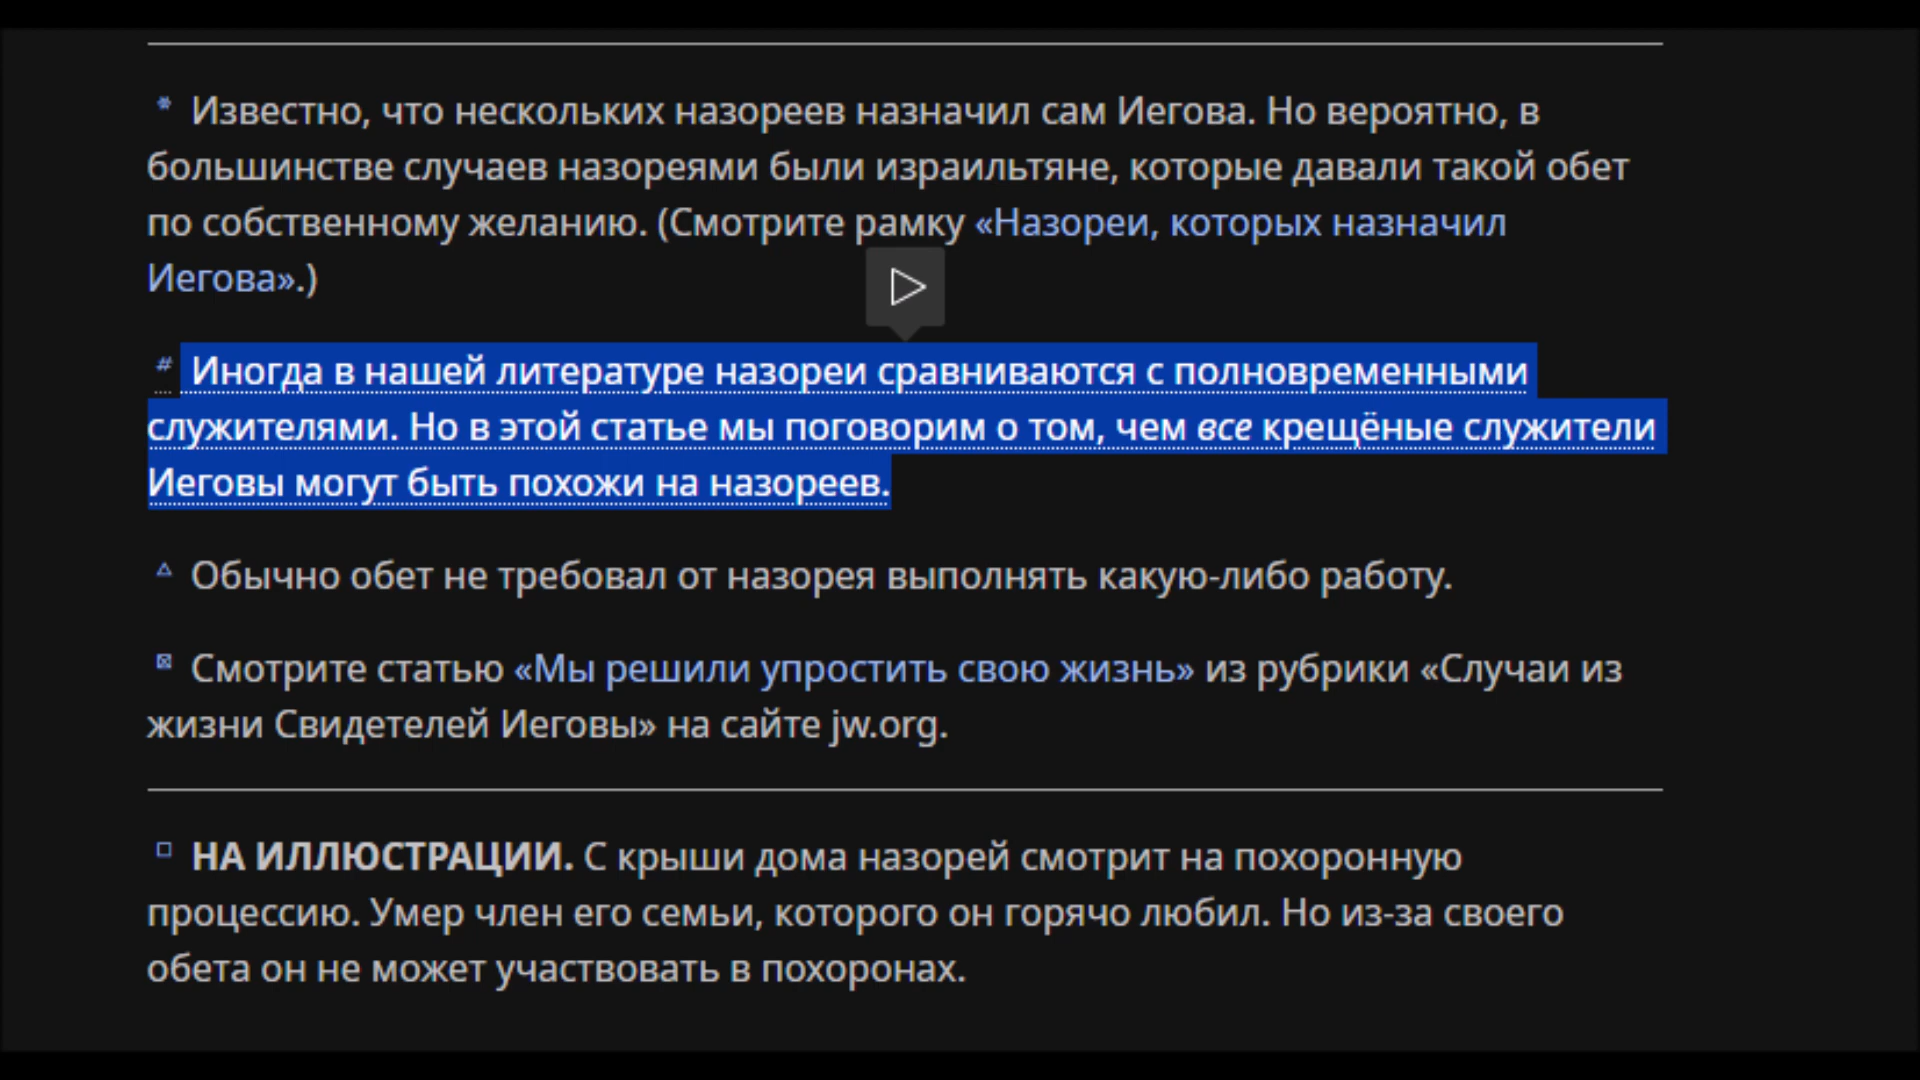 * Известно, что нескольких назореев назначил сам Иегова. Но вероятно, в
большинстве случаев назореями были израильтяне, которые давали такой обет
по собственному желанию. (Смотрите рамку «Назореи, которых назначил
Иегова».)
# Иногда в нашей литературе назореи сравниваются с полновременными
служителями. Но в этой статье мы поговорим о том, чем все крещёные служители
Иеговы могут быть похожи на назореев.
△ Обычно обет не требовал от назорея выполнять какую-либо работу.
⊠ Смотрите статью «Мы решили упростить свою жизнь» из рубрики «Случаи из
жизни Свидетелей Иеговы» на сайте jw.org.
□ НА ИЛЛЮСТРАЦИИ. С крыши дома назорей смотрит на похоронную
процессию. Умер член его семьи, которого он горячо любил. Но из-за своего
обета он не может участвовать в похоронах.